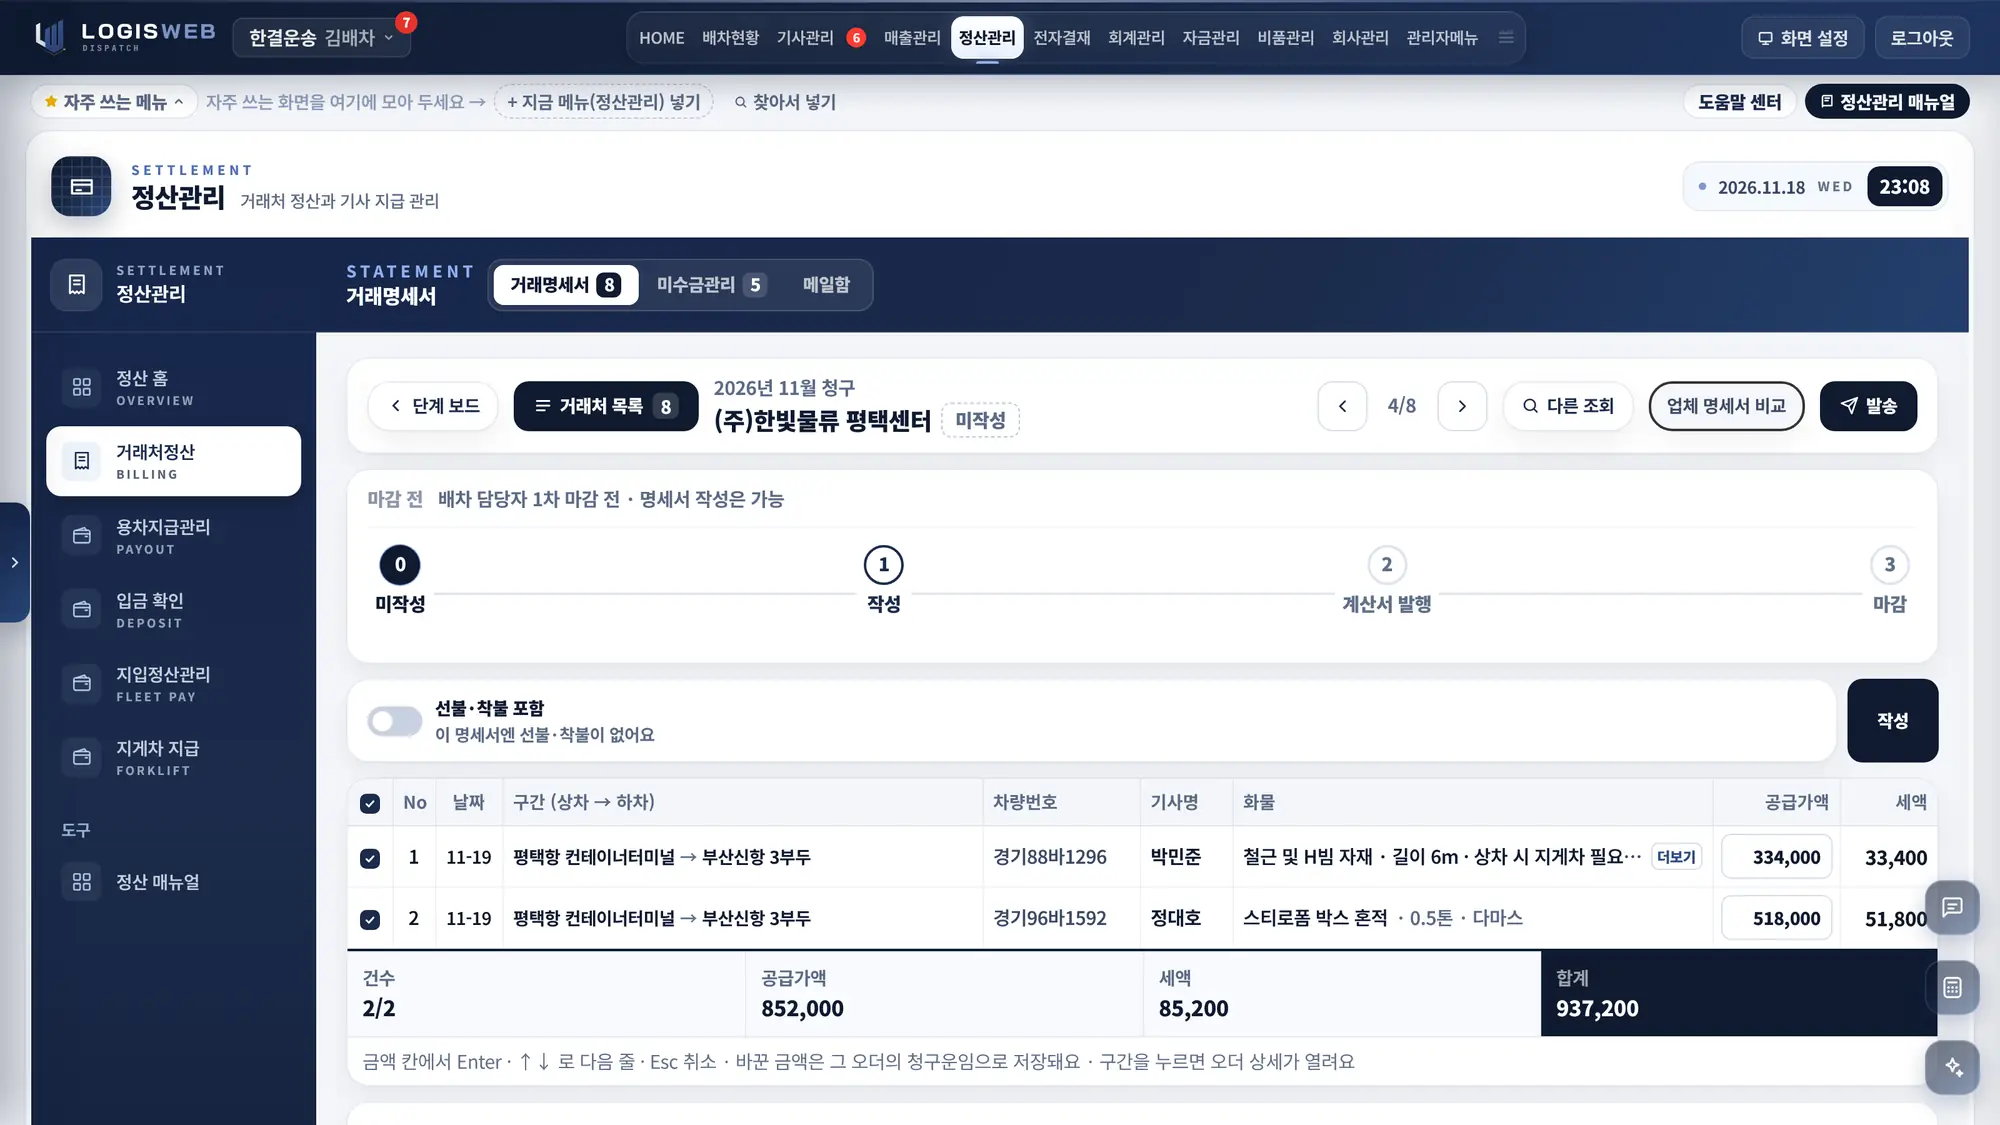 LOGISWEB
DISPATCH
한결운송 김배차
7
HOME 배차현황 기사관리 6 매출관리 정산관리 전자결재 회계관리 자금관리 비품관리 회사관리 관리자메뉴
화면 설정
로그아웃
자주 쓰는 메뉴
자주 쓰는 화면을 여기에 모아 두세요 →
+ 지금 메뉴(정산관리) 넣기
찾아서 넣기
도움말 센터
정산관리 매뉴얼
SETTLEMENT
정산관리 거래처 정산과 기사 지급 관리
2026.11.18 WED 23:08
SETTLEMENT
정산관리
STATEMENT
거래명세서
거래명세서 8
미수금관리 5
메일함
정산 홈
OVERVIEW
거래처정산
BILLING
용차지급관리
PAYOUT
입금 확인
DEPOSIT
지입정산관리
FLEET PAY
지게차 지급
FORKLIFT
도구
정산 매뉴얼
단계 보드
거래처 목록 8
2026년 11월 청구
(주)한빛물류 평택센터 미작성
4/8
다른 조회
업체 명세서 비교
발송
마감 전 배차 담당자 1차 마감 전 · 명세서 작성은 가능
0 1 2 3
미작성 작성 계산서 발행 마감
선불·착불 포함
이 명세서엔 선불·착불이 없어요
작성
No 날짜 구간 (상차 → 하차) 차량번호 기사명 화물 공급가액 세액
1 11-19 평택항 컨테이너터미널 → 부산신항 3부두 경기88바1296 박민준 철근 및 H빔 자재 · 길이 6m · 상차 시 지게차 필요… 더보기 334,000 33,400
2 11-19 평택항 컨테이너터미널 → 부산신항 3부두 경기96바1592 정대호 스티로폼 박스 혼적 · 0.5톤 · 다마스 518,000 51,800
건수 공급가액 세액 합계
2/2 852,000 85,200 937,200
금액 칸에서 Enter · ↑↓ 로 다음 줄 · Esc 취소 · 바꾼 금액은 그 오더의 청구운임으로 저장돼요 · 구간을 누르면 오더 상세가 열려요